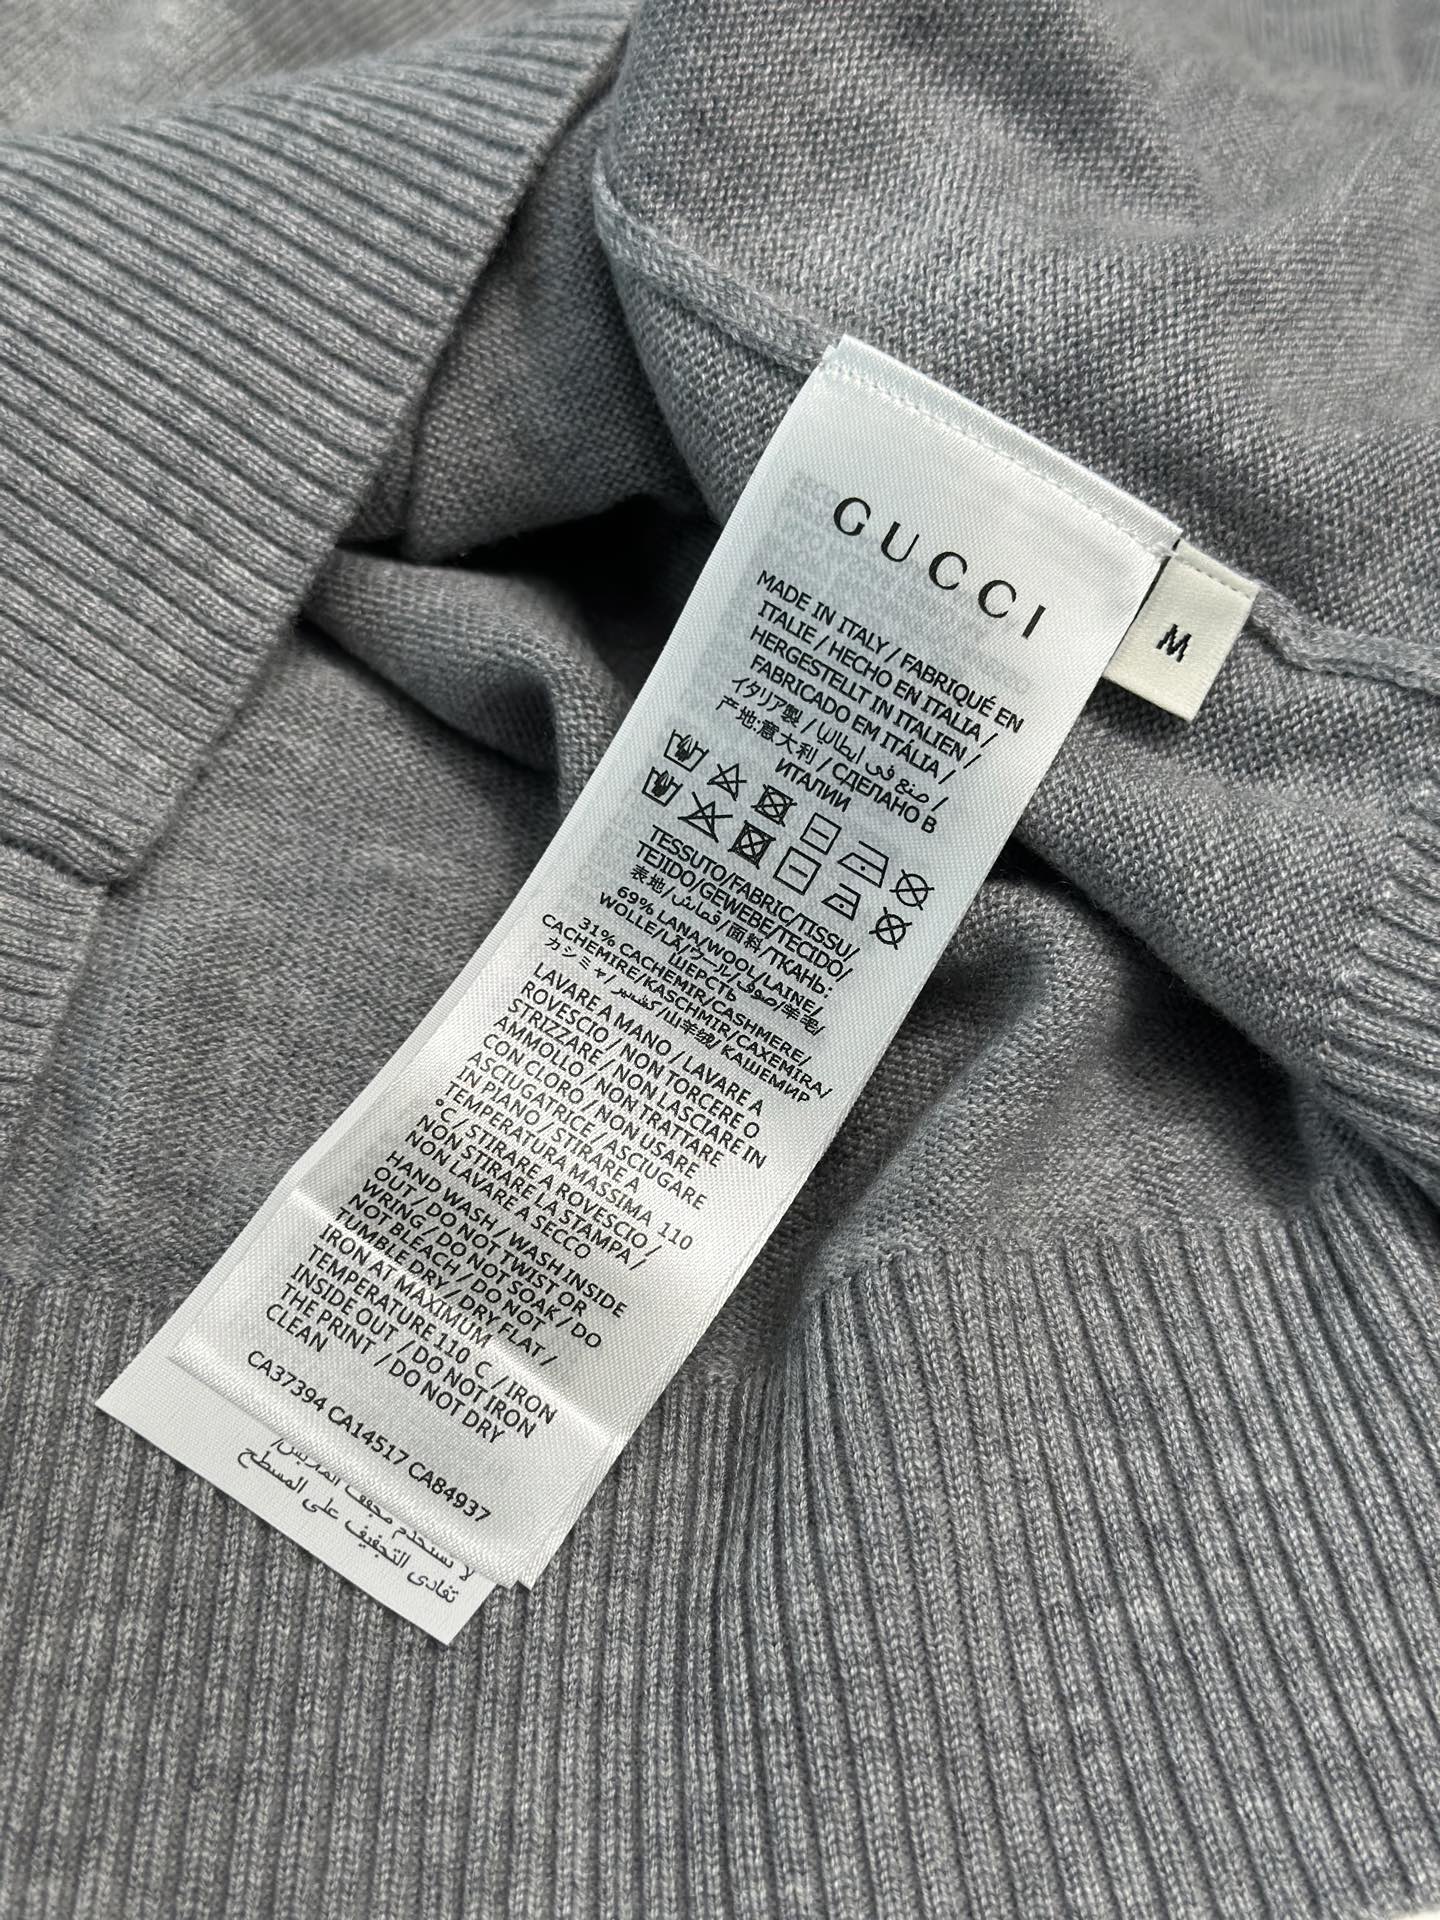 GUCCI
M
MADE IN ITALY / FABRIQUÉ EN
ITALIE / HECHO EN ITALIA /
HERGESTELLT IN ITALIEN /
FABRICADO EM ITÁLIA /
イタリア製 / صنع في إيطاليا /
产地:意大利 / СДЕЛАНО В
ИТАЛИИ
TESSUTO/FABRIC/TISSU/
TEJIDO/GEWEBE/TECIDO/
表地/قماش/面料/ТКАНЬ:
69% LANA/WOOL/LAINE/
WOLLE/LÃ/ウール/صوف/羊毛/
ШЕРСТЬ
31% CACHEMIR/CASHMERE/
CACHEMIRE/KASCHMIR/CAXEMIRA/
カシミヤ/كشمير/山羊绒/КАШЕМИР
LAVARE A MANO / LAVARE A
ROVESCIO / NON TORCERE O
STRIZZARE / NON LASCIARE IN
AMMOLLO / NON TRATTARE
CON CLORO / NON USARE
ASCIUGATRICE / ASCIUGARE
IN PIANO / STIRARE A
TEMPERATURA MASSIMA 110
°C / STIRARE A ROVESCIO /
NON STIRARE LA STAMPA /
NON LAVARE A SECCO
HAND WASH / WASH INSIDE
OUT / DO NOT TWIST OR
WRING / DO NOT SOAK / DO
NOT BLEACH / DO NOT
TUMBLE DRY / DRY FLAT /
IRON AT MAXIMUM
TEMPERATURE 110 C / IRON
INSIDE OUT / DO NOT IRON
THE PRINT / DO NOT DRY
CLEAN
CA37394 CA14517 CA84937
لا تستخدم مجفف الملابس/
تفادى التجفيف على المسطح